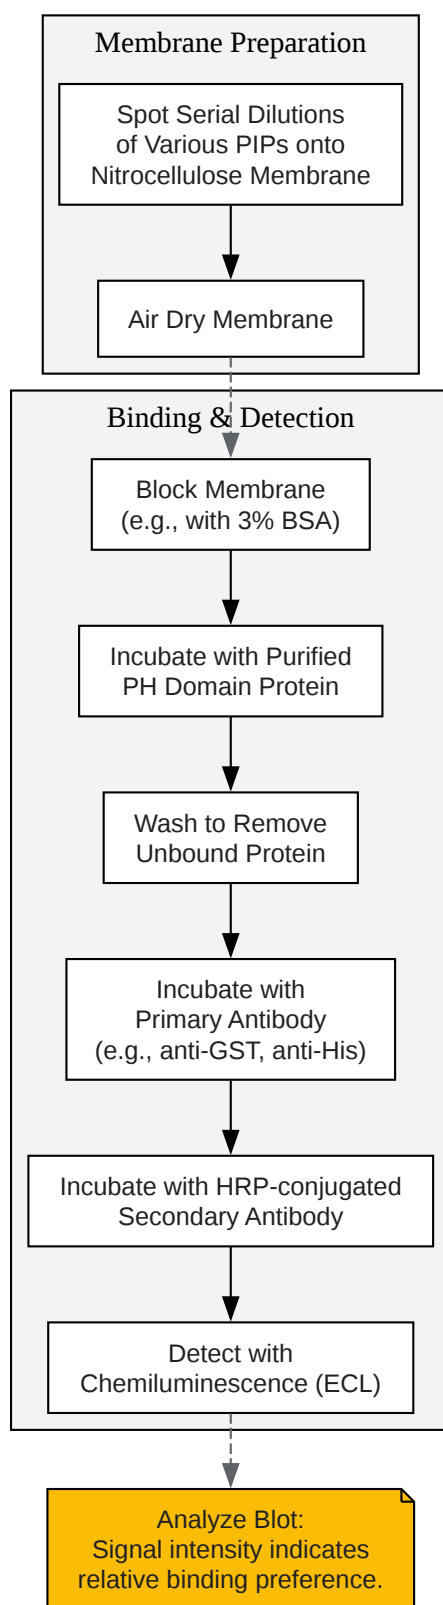 Membrane Preparation
Spot Serial Dilutions
of Various PIPs onto
Nitrocellulose Membrane
Air Dry Membrane
Binding & Detection
Block Membrane
(e.g., with 3% BSA)
Incubate with Purified
PH Domain Protein
Wash to Remove
Unbound Protein
Incubate with
Primary Antibody
(e.g., anti-GST, anti-His)
Incubate with HRP-conjugated
Secondary Antibody
Detect with
Chemiluminescence (ECL)
Analyze Blot:
Signal intensity indicates
relative binding preference.